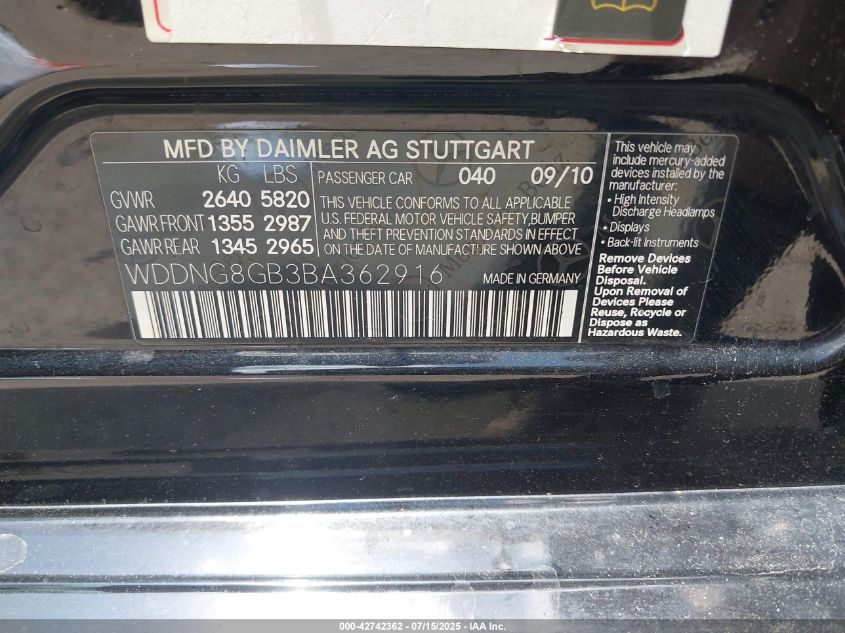 MFD BY DAIMLER AG STUTTGART
KG LBS
GVWR 2640 5820
GAWR FRONT 1355 2987
GAWR REAR 1345 2965
PASSENGER CAR 040 09/10
THIS VEHICLE CONFORMS TO ALL APPLICABLE
U.S. FEDERAL MOTOR VEHICLE SAFETY, BUMPER
AND THEFT PREVENTION STANDARDS IN EFFECT
ON THE DATE OF MANUFACTURE SHOWN ABOVE
WDDNG8GB3BA362916 MADE IN GERMANY
This vehicle may
include mercury-added
devices installed by the
manufacturer:
• High Intensity
Discharge Headlamps
• Displays
• Back-lit Instruments
Remove Devices
Before Vehicle
Disposal.
Upon Removal of
Devices Please
Reuse, Recycle or
Dispose as
Hazardous Waste.
000-42742362 - 07/15/2025 - IAA Inc.